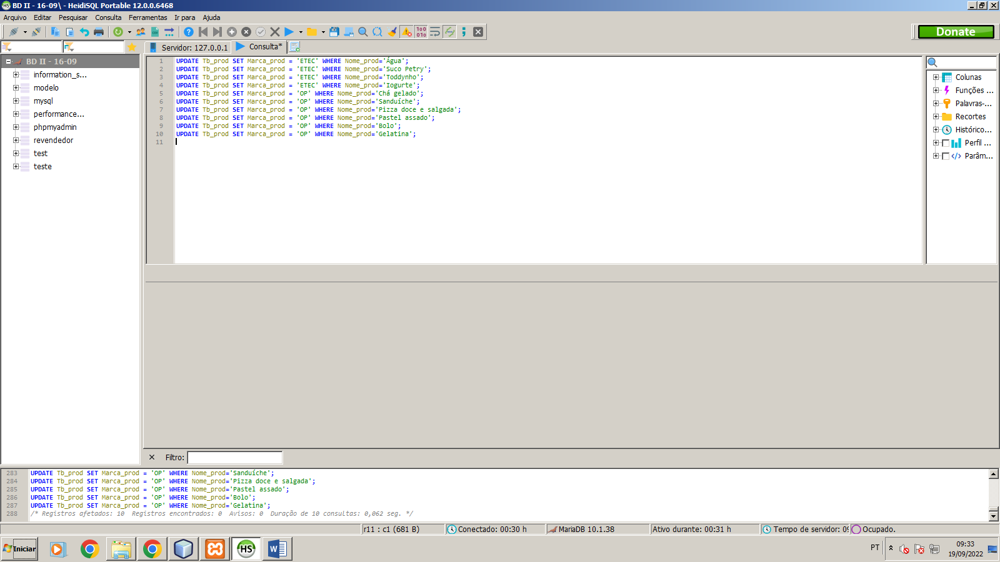 BD II - 16-09\ - HeidiSQL Portable 12.0.0.6468
Arquivo Editar Pesquisar Consulta Ferramentas Ir para Ajuda
Donate
Servidor: 127.0.0.1 Consulta*
BD II - 16-09
information_s...
modelo
mysql
performance...
phpmyadmin
revendedor
test
teste
1 UPDATE Tb_prod SET Marca_prod = 'ETEC' WHERE Nome_prod='Água';
2 UPDATE Tb_prod SET Marca_prod = 'ETEC' WHERE Nome_prod='Suco Petry';
3 UPDATE Tb_prod SET Marca_prod = 'ETEC' WHERE Nome_prod='Toddynho';
4 UPDATE Tb_prod SET Marca_prod = 'ETEC' WHERE Nome_prod='Iogurte';
5 UPDATE Tb_prod SET Marca_prod = 'OP' WHERE Nome_prod='Chá gelado';
6 UPDATE Tb_prod SET Marca_prod = 'OP' WHERE Nome_prod='Sanduíche';
7 UPDATE Tb_prod SET Marca_prod = 'OP' WHERE Nome_prod='Pizza doce e salgada';
8 UPDATE Tb_prod SET Marca_prod = 'OP' WHERE Nome_prod='Pastel assado';
9 UPDATE Tb_prod SET Marca_prod = 'OP' WHERE Nome_prod='Bolo';
10 UPDATE Tb_prod SET Marca_prod = 'OP' WHERE Nome_prod='Gelatina';
11
Colunas
Funções ...
Palavras-...
Recortes
Histórico...
Perfil ...
Parâm...
Filtro:
283 UPDATE Tb_prod SET Marca_prod = 'OP' WHERE Nome_prod='Sanduíche';
284 UPDATE Tb_prod SET Marca_prod = 'OP' WHERE Nome_prod='Pizza doce e salgada';
285 UPDATE Tb_prod SET Marca_prod = 'OP' WHERE Nome_prod='Pastel assado';
286 UPDATE Tb_prod SET Marca_prod = 'OP' WHERE Nome_prod='Bolo';
287 UPDATE Tb_prod SET Marca_prod = 'OP' WHERE Nome_prod='Gelatina';
288 /* Registros afetados: 10 Registros encontrados: 0 Avisos: 0 Duração de 10 consultas: 0,062 seg. */
r11 : c1 (681 B) Conectado: 00:30 h MariaDB 10.1.38 Ativo durante: 00:31 h Tempo de servidor: 09 Ocupado.
Iniciar HS W PT 09:33
19/09/2022